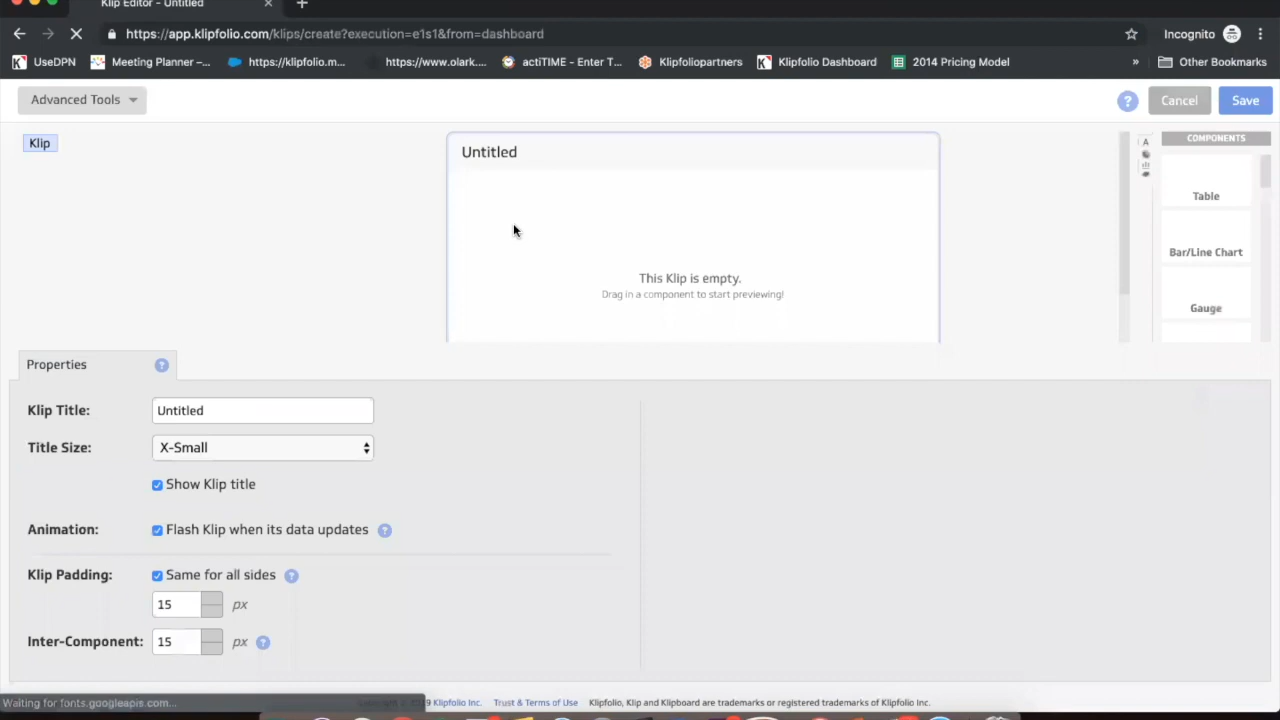 Klip Editor - Untitled
https://app.klipfolio.com/klips/create?execution=e1s1&from=dashboard
Incognito
UseDPN
Meeting Planner –...
https://klipfolio.m...
https://www.olark....
actiTIME - Enter T...
Klipfoliopartners
Klipfolio Dashboard
2014 Pricing Model
»
Other Bookmarks
Advanced Tools
?
Cancel
Save
Klip
Untitled
This Klip is empty.
Drag in a component to start previewing!
A
COMPONENTS
Table
Bar/Line Chart
Gauge
Properties
?
Klip Title:
Untitled
Title Size:
X-Small
Show Klip title
Animation:
Flash Klip when its data updates
?
Klip Padding:
Same for all sides
?
15
px
Inter-Component:
15
px
?
Waiting for fonts.googleapis.com...
Klipfolio Inc.
Trust & Terms of Use
Klipfolio, Klip and Klipboard are trademarks or registered trademarks of Klipfolio Inc.